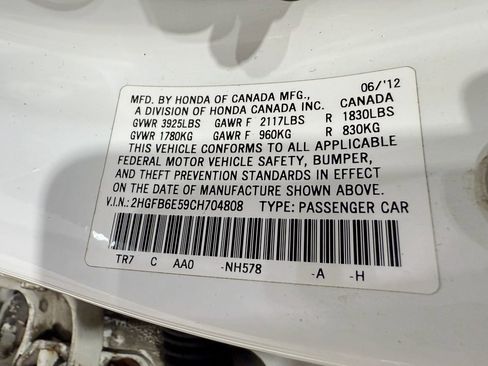 06/'12
MFD. BY HONDA OF CANADA MFG., CANADA
A DIVISION OF HONDA CANADA INC.
GVWR 3925LBS GAWR F 2117LBS R 1830LBS
GVWR 1780KG GAWR F 960KG R 830KG
THIS VEHICLE CONFORMS TO ALL APPLICABLE
FEDERAL MOTOR VEHICLE SAFETY, BUMPER,
AND THEFT PREVENTION STANDARDS IN EFFECT
ON THE DATE OF MANUFACTURE SHOWN ABOVE.
V.I.N.: 2HGFB6E59CH704808 TYPE: PASSENGER CAR
TR7 C AA0 -NH578 -A -H